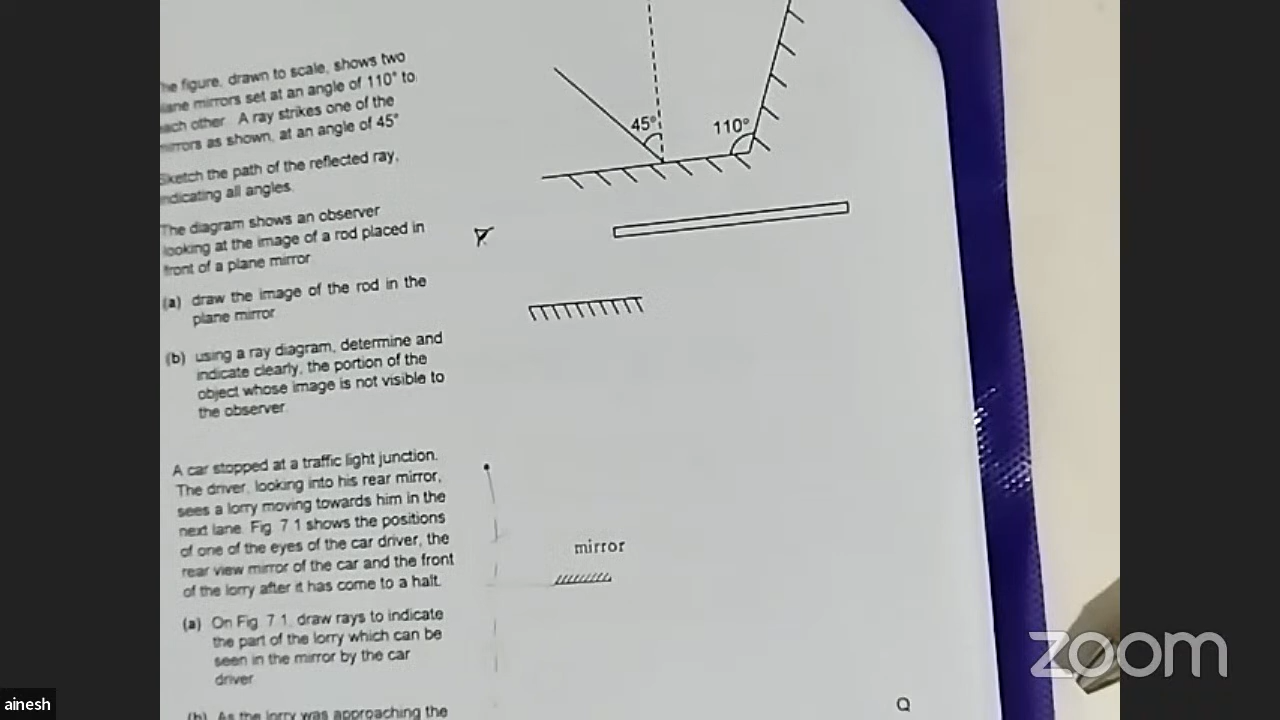 he figure, drawn to scale, shows two
lane mirrors set at an angle of 110° to
ach other. A ray strikes one of the
mirrors as shown, at an angle of 45°
Sketch the path of the reflected ray,
indicating all angles.
The diagram shows an observer
looking at the image of a rod placed in
front of a plane mirror
(a) draw the image of the rod in the
plane mirror
(b) using a ray diagram, determine and
indicate clearly, the portion of the
object whose image is not visible to
the observer
A car stopped at a traffic light junction.
The driver, looking into his rear mirror,
sees a lorry moving towards him in the
next lane. Fig 7 1 shows the positions
of one of the eyes of the car driver, the
rear view mirror of the car and the front
of the lorry after it has come to a halt.
(a) On Fig 7 1, draw rays to indicate
the part of the lorry which can be
seen in the mirror by the car
driver
(b) As the lorry was approaching the
45°
110°
mirror
Q
zoom
ainesh